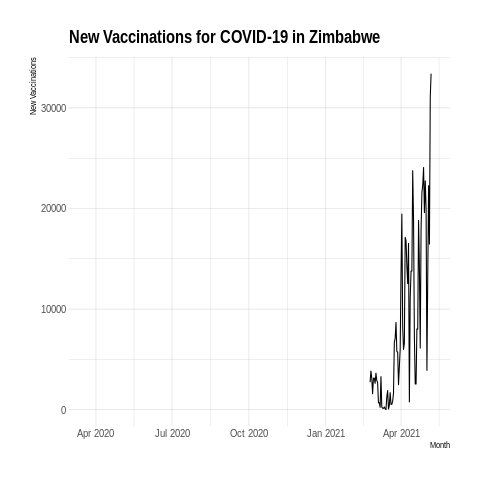 New Vaccinations for COVID-19 in Zimbabwe
New Vaccinations
30000
20000
10000
0
Apr 2020 Jul 2020 Oct 2020 Jan 2021 Apr 2021
Month